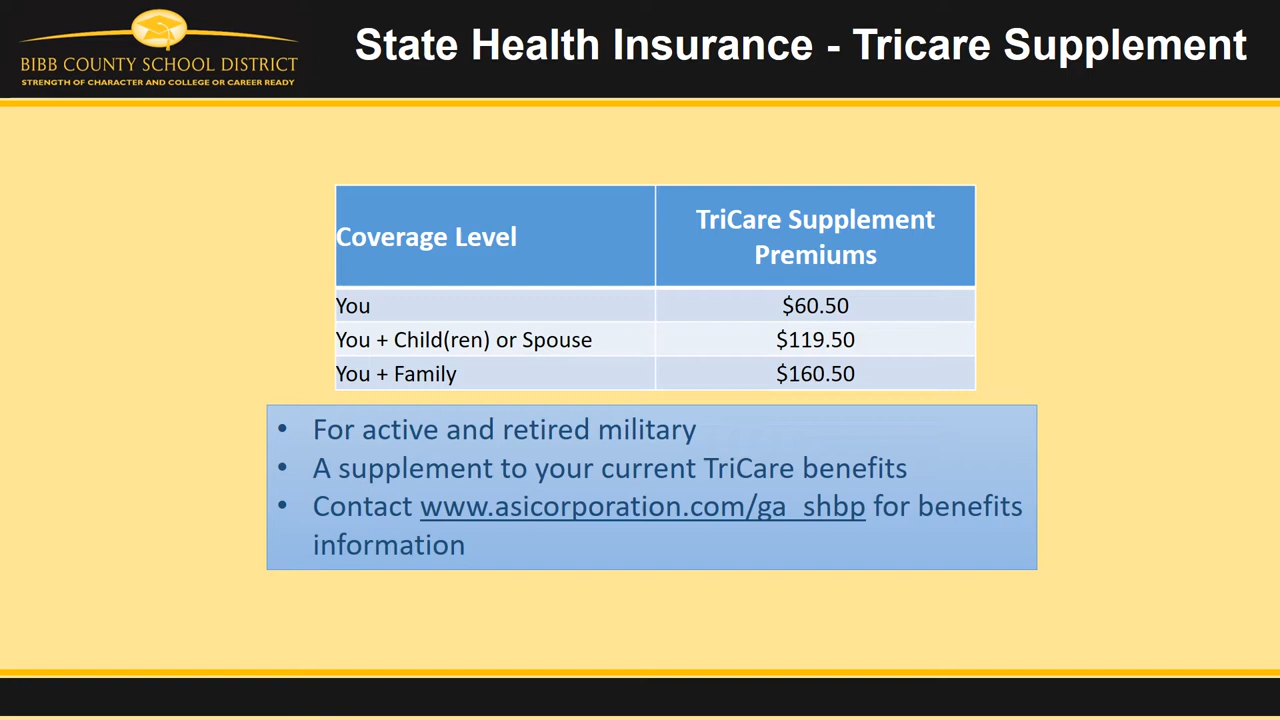 BIBB COUNTY SCHOOL DISTRICT
STRENGTH OF CHARACTER AND COLLEGE OR CAREER READY
State Health Insurance - Tricare Supplement
Coverage Level
TriCare Supplement
Premiums
You
$60.50
You + Child(ren) or Spouse
$119.50
You + Family
$160.50
• For active and retired military
• A supplement to your current TriCare benefits
• Contact www.asicorporation.com/ga_shbp for benefits
information